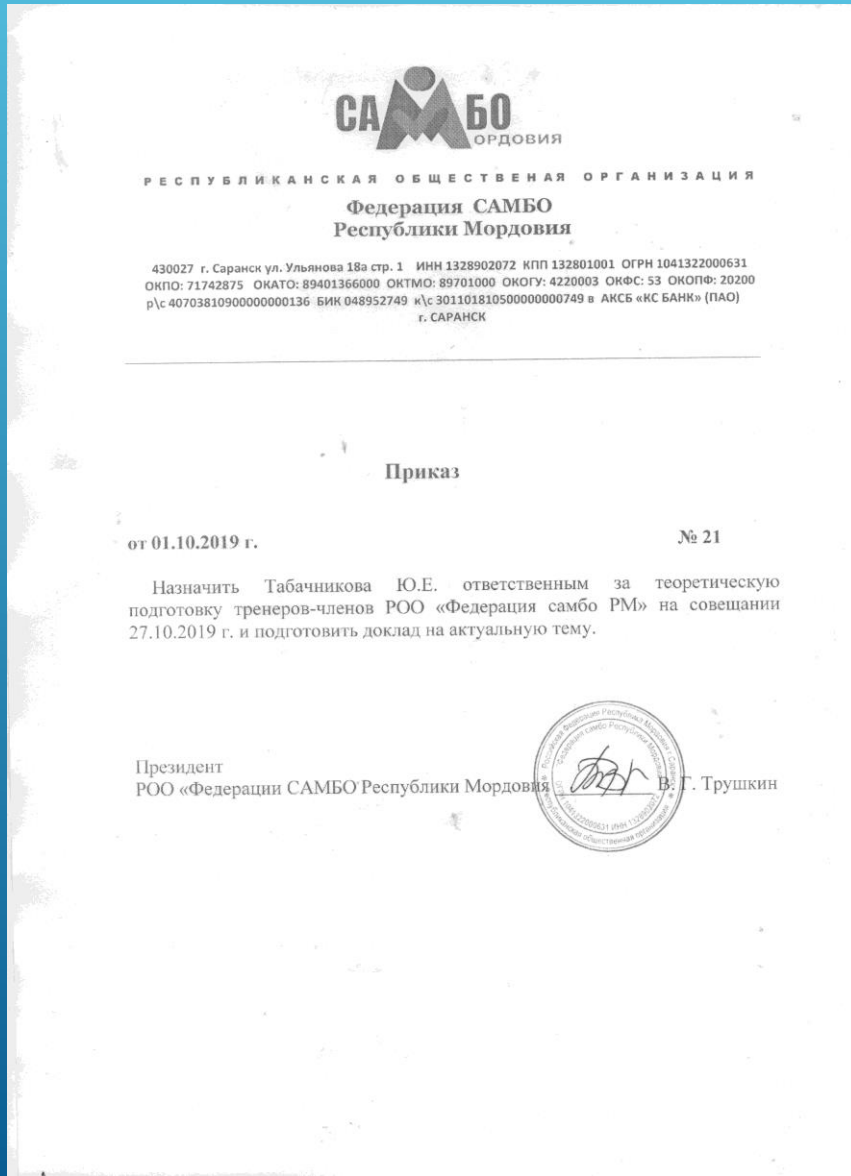 САМБО
МОРДОВИЯ
РЕСПУБЛИКАНСКАЯ ОБЩЕСТВЕНАЯ ОРГАНИЗАЦИЯ
Федерация САМБО
Республики Мордовия
430027 г. Саранск ул. Ульянова 18а стр. 1 ИНН 1328902072 КПП 132801001 ОГРН 1041322000631
ОКПО: 71742875 ОКАТО: 89401366000 ОКТМО: 89701000 ОКОГУ: 4220003 ОКФС: 53 ОКОПФ: 20200
р\с 40703810900000000136 БИК 048952749 к\с 301101810500000000749 в АКСБ «КС БАНК» (ПАО)
г. САРАНСК
Приказ
от 01.10.2019 г. № 21
Назначить Табачникова Ю.Е. ответственным за теоретическую
подготовку тренеров-членов РОО «Федерация самбо РМ» на совещании
27.10.2019 г. и подготовить доклад на актуальную тему.
Президент
РОО «Федерации САМБО Республики Мордовия В. Г. Трушкин